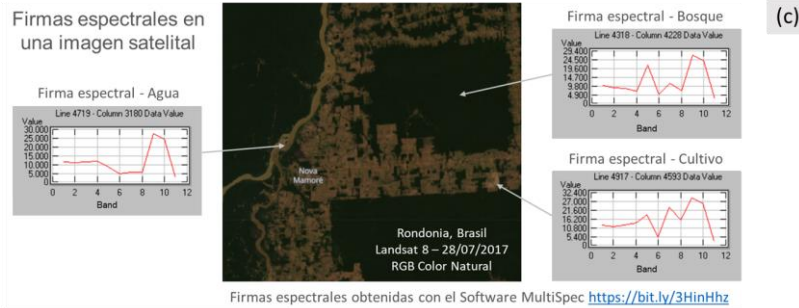 Firmas espectrales en
una imagen satelital
(c)
Firma espectral - Agua
Line 4719 - Column 3180 Data Value
Value
30.000
25.000
20.000
15.000
10.000
5.000
0
0 2 4 6 8 10 12
Band
Nova
Mamoré
Rondonia, Brasil
Landsat 8 – 28/07/2017
RGB Color Natural
Firma espectral - Bosque
Line 4318 - Column 4228 Data Value
Value
29.400
24.500
19.600
14.700
9.800
4.900
0
0 2 4 6 8 10 12
Band
Firma espectral - Cultivo
Line 4917 - Column 4593 Data Value
Value
32.400
27.000
21.600
16.200
10.800
5.400
0
0 2 4 6 8 10 12
Band
Firmas espectrales obtenidas con el Software MultiSpec https://bit.ly/3HinHhz